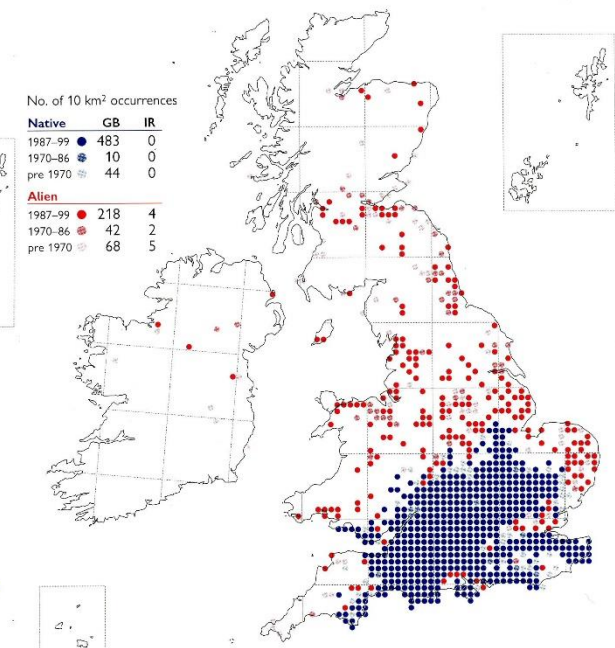 No. of 10 km² occurrences
Native GB IR
1987–99 483 0
1970–86 10 0
pre 1970 44 0
Alien
1987–99 218 4
1970–86 42 2
pre 1970 68 5